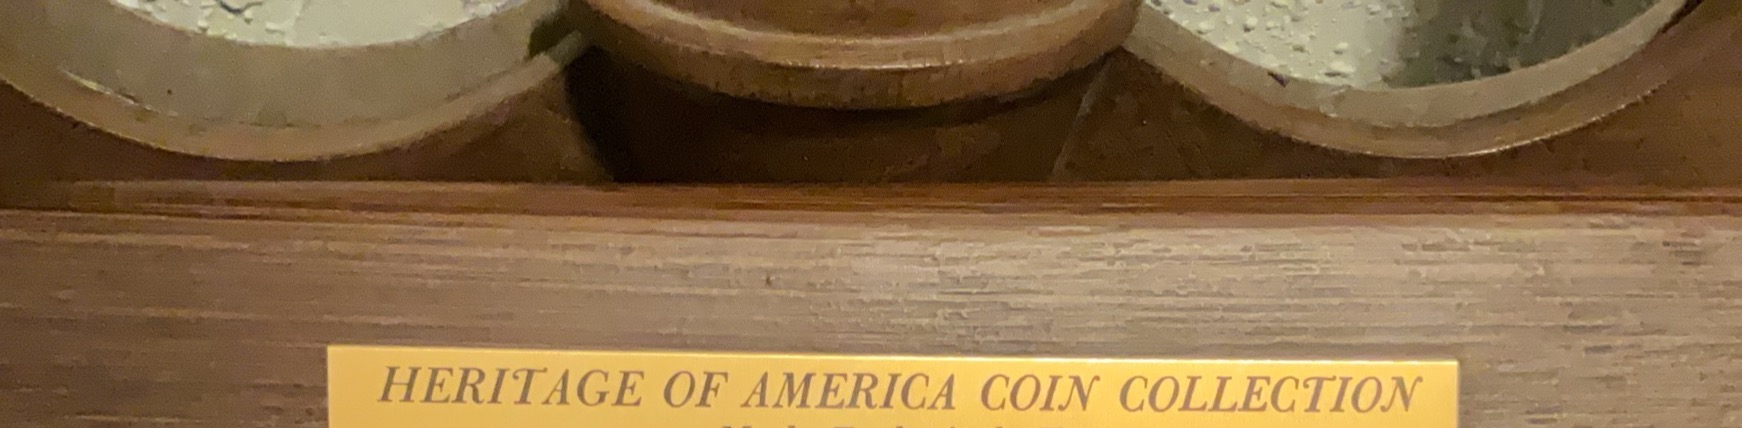 HERITAGE OF AMERICA COIN COLLECTION